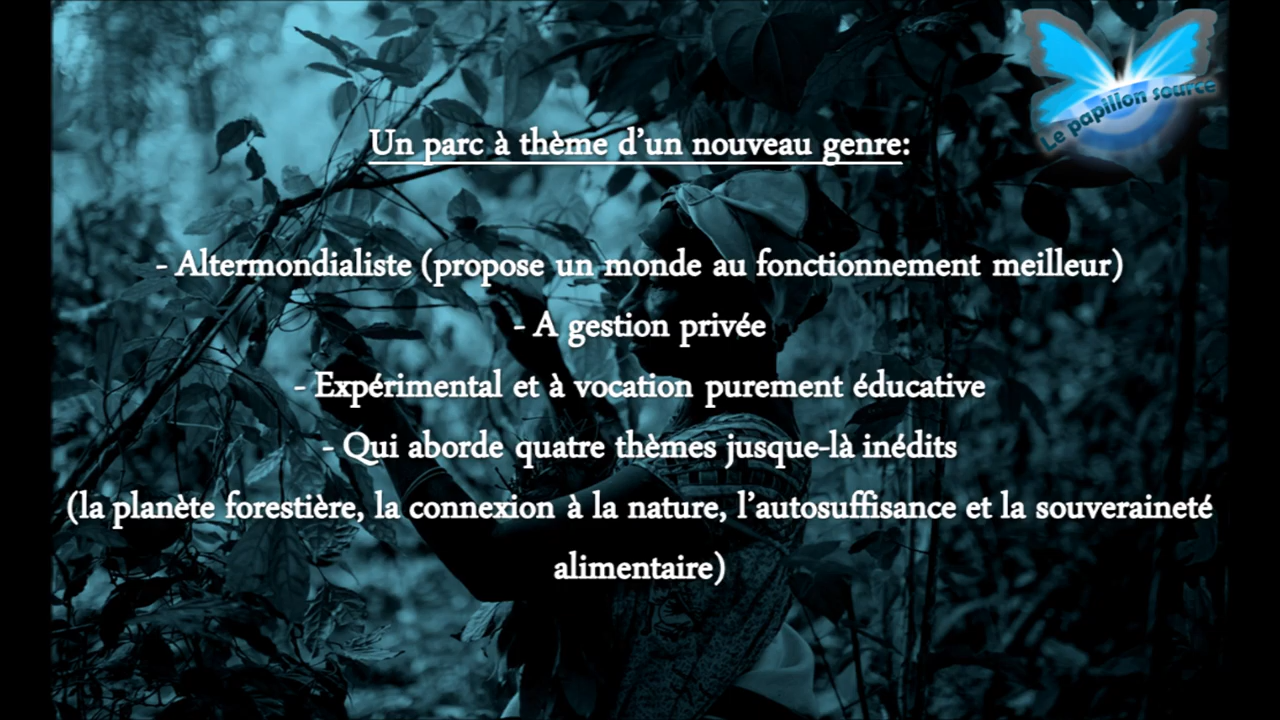 Le papillon source
Un parc à thème d'un nouveau genre:
- Altermondialiste (propose un monde au fonctionnement meilleur)
- A gestion privée
- Expérimental et à vocation purement éducative
- Qui aborde quatre thèmes jusque-là inédits
(la planète forestière, la connexion à la nature, l'autosuffisance et la souveraineté
alimentaire)